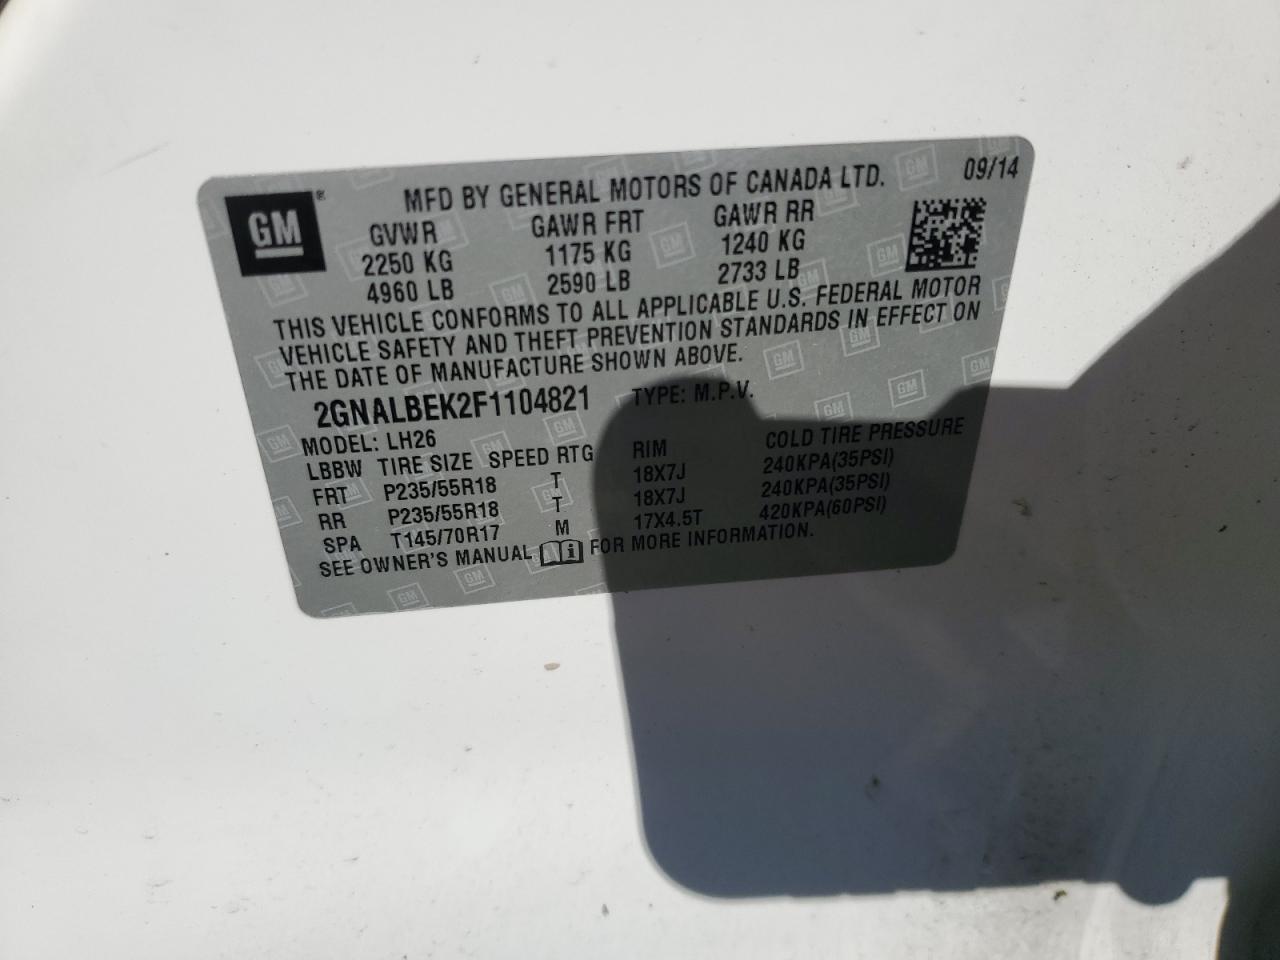 GM ® MFD BY GENERAL MOTORS OF CANADA LTD. 09/14
GVWR GAWR FRT GAWR RR
2250 KG 1175 KG 1240 KG
4960 LB 2590 LB 2733 LB
THIS VEHICLE CONFORMS TO ALL APPLICABLE U.S. FEDERAL MOTOR
VEHICLE SAFETY AND THEFT PREVENTION STANDARDS IN EFFECT ON
THE DATE OF MANUFACTURE SHOWN ABOVE.
2GNALBEK2F1104821 TYPE: M.P.V.
MODEL: LH26
LBBW TIRE SIZE SPEED RTG RIM COLD TIRE PRESSURE
FRT P235/55R18 T 18X7J 240KPA(35PSI)
RR P235/55R18 T 18X7J 240KPA(35PSI)
SPA T145/70R17 M 17X4.5T 420KPA(60PSI)
SEE OWNER'S MANUAL FOR MORE INFORMATION.